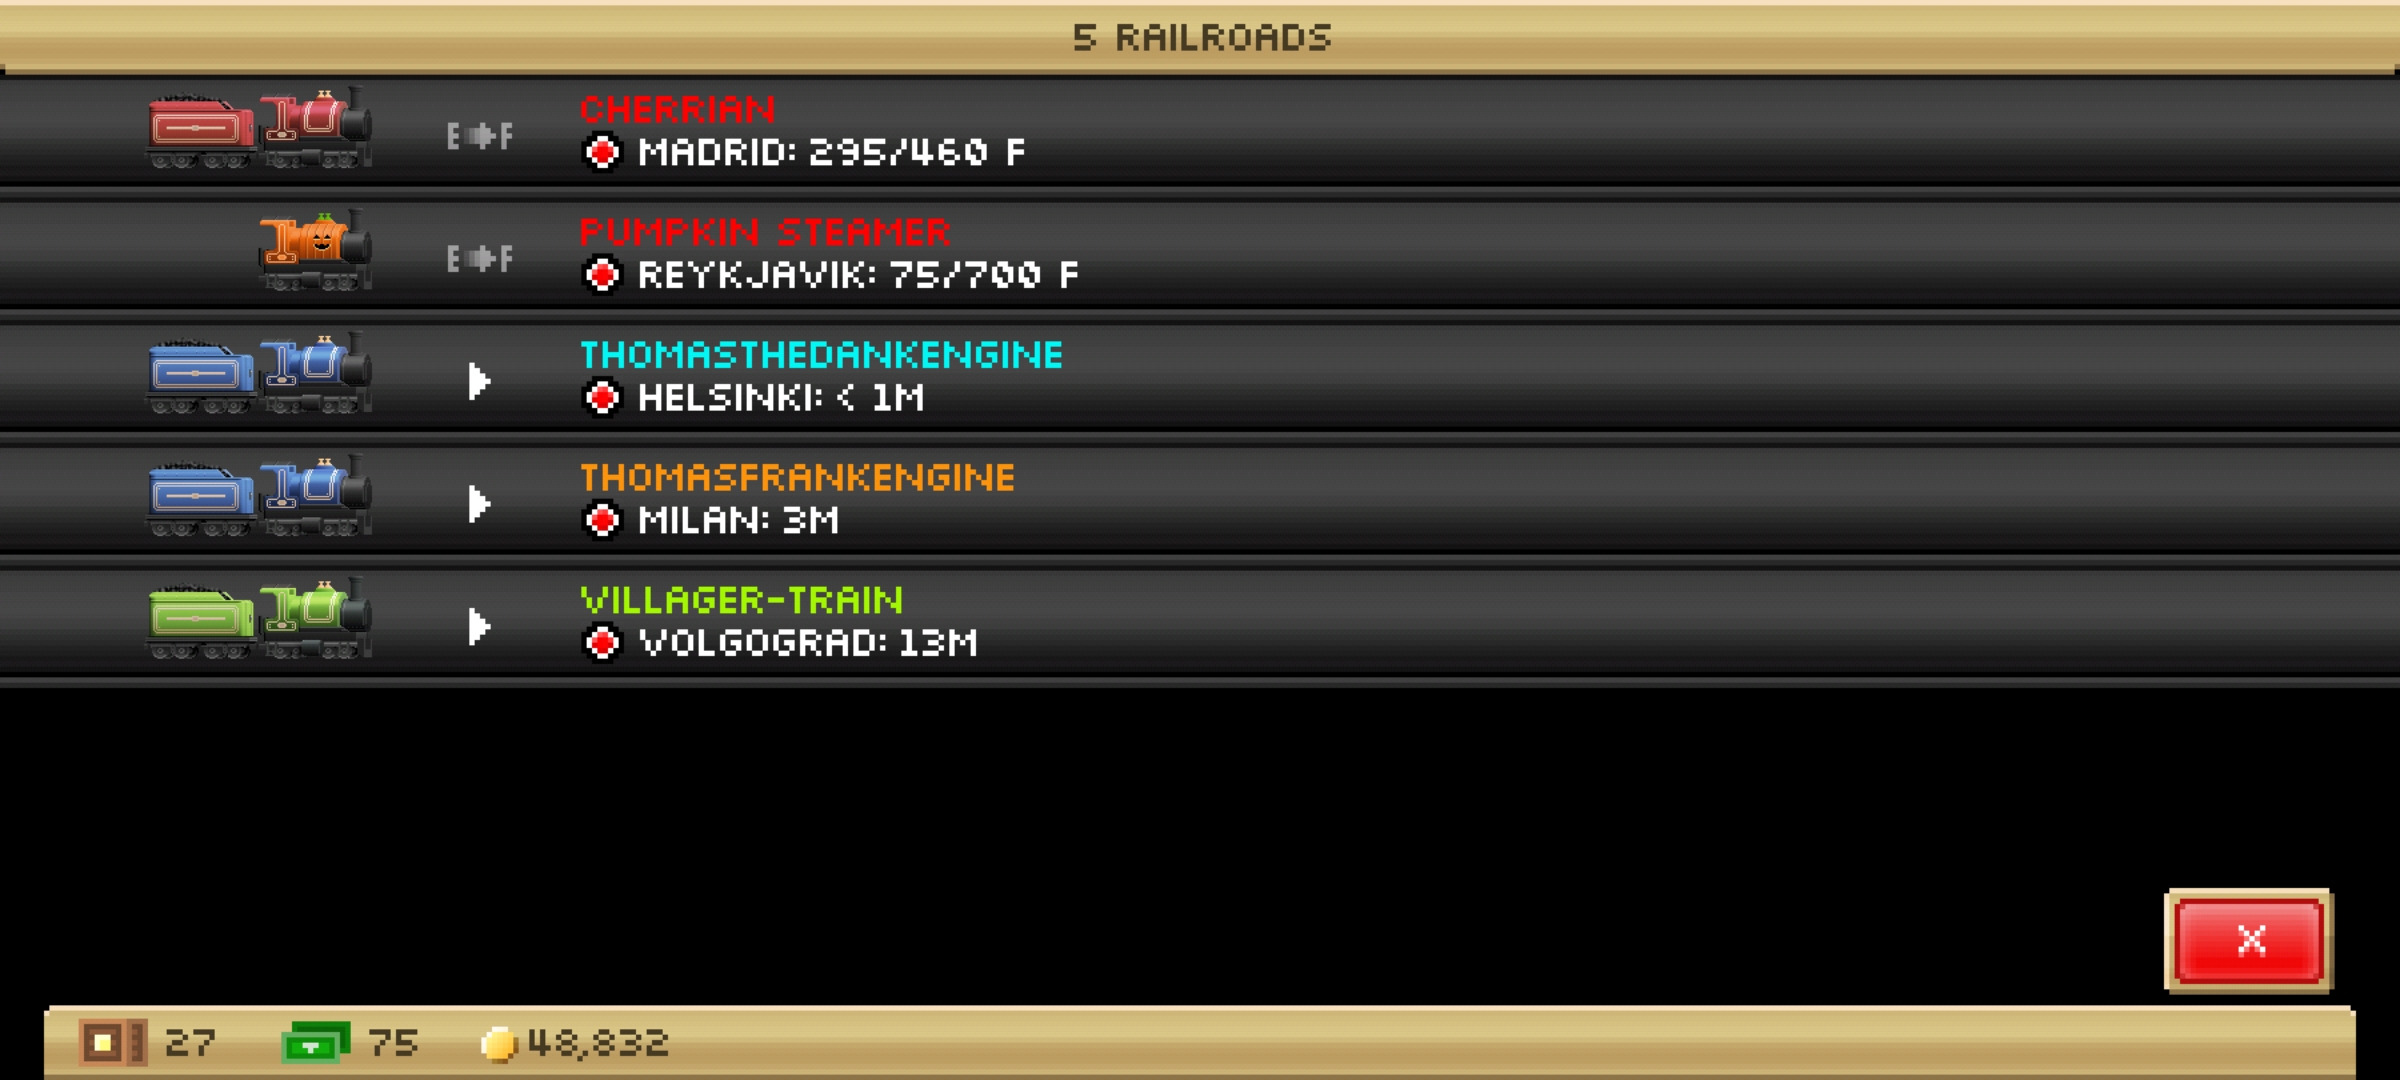 5 RAILROADS
CHERRIAN
E F
MADRID: 295/460 F
PUMPKIN STEAMER
E F
REYKJAVIK: 75/700 F
THOMASTHEDANKENGINE
HELSINKI: < 1M
THOMASFRANKENGINE
MILAN: 3M
VILLAGER-TRAIN
VOLGOGRAD: 13M
X
27 75 48,832